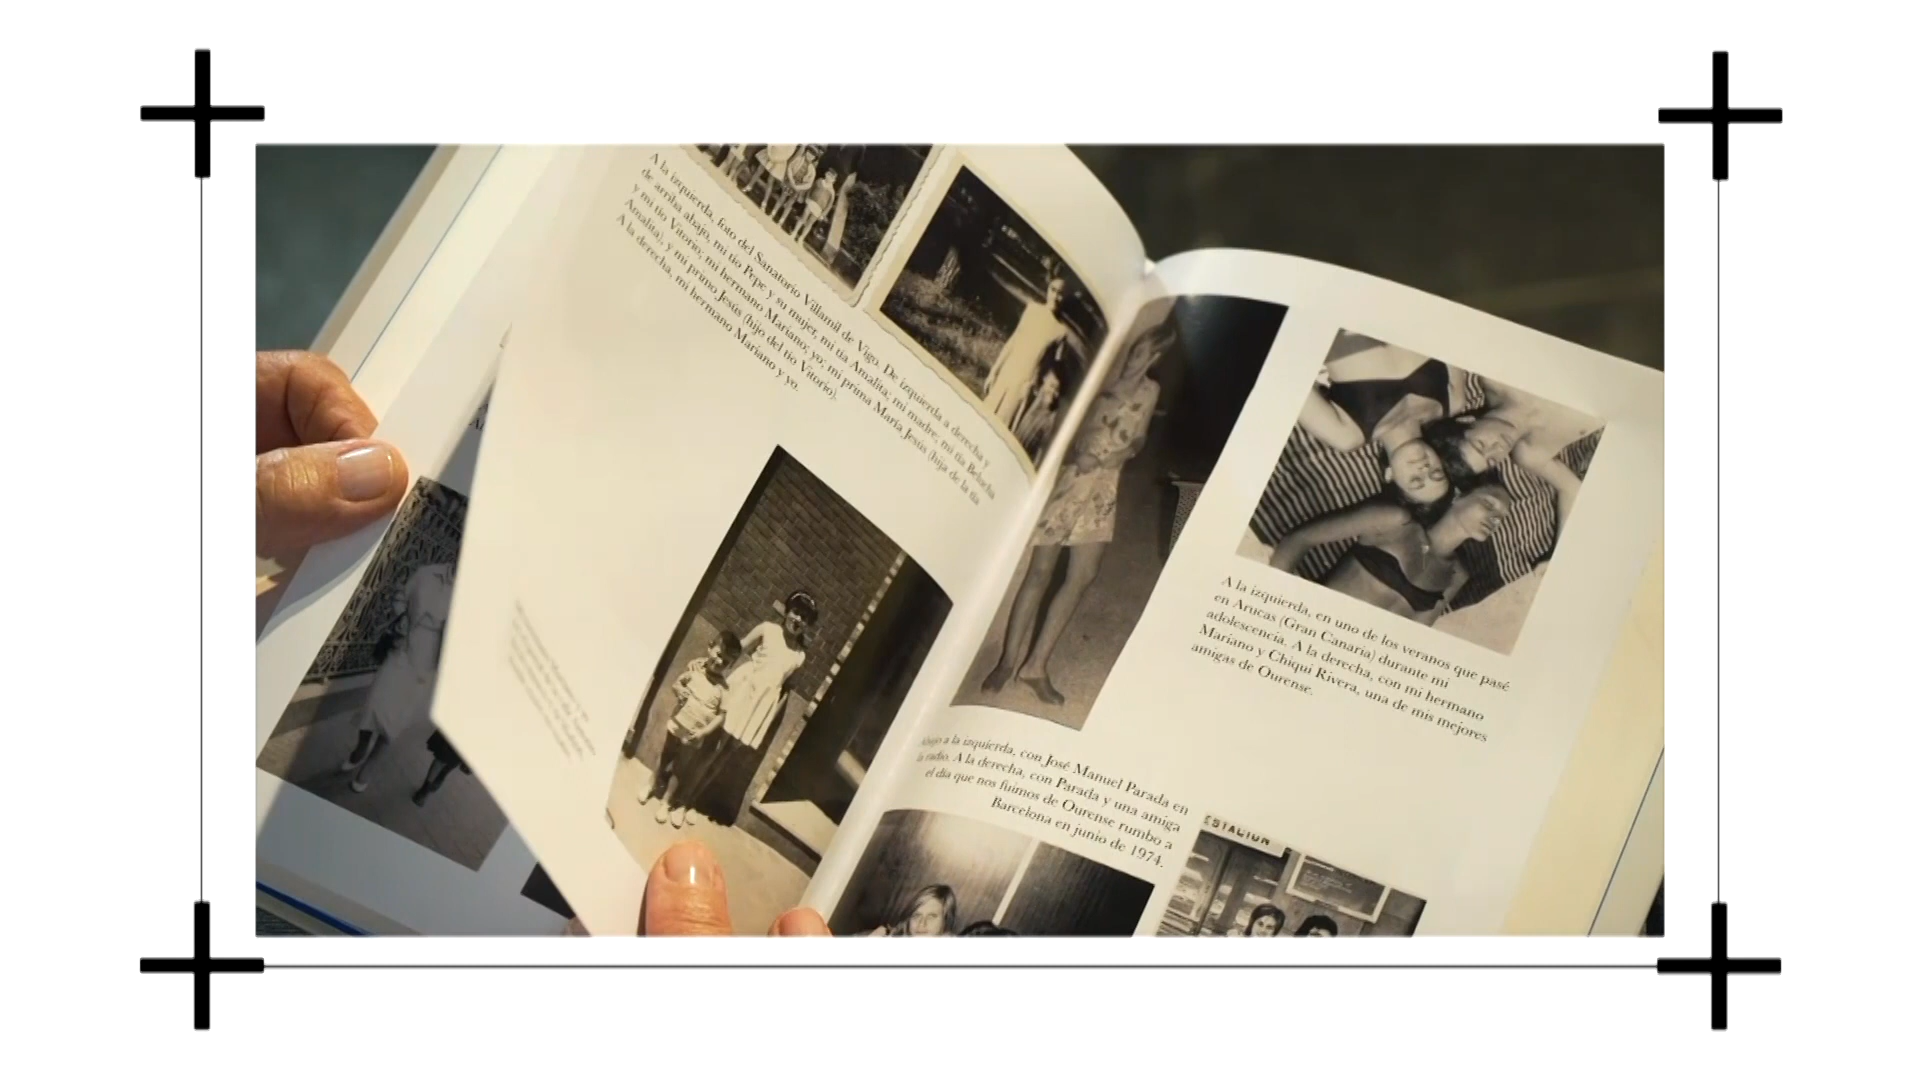 A la izquierda, foto del Sanatorio Villamil de Vigo. De izquierda a derecha y
de arriba abajo, mi tío Pepe y su mujer, mi tía Amalita; mi madre; mi tía Belucha
y mi tío Vitorio; mi hermano Mariano; yo; mi prima María Jesús (hija de la tía
Amalita), y mi primo Jesús (hijo del tío Vitorio).
A la derecha, mi hermano Mariano y yo.
A la izquierda, en uno de los veranos que pasé
en Arucas (Gran Canaria) durante mi
adolescencia. A la derecha, con mi hermano
Mariano y Chiqui Rivera, una de mis mejores
amigas de Ourense.
Abajo a la izquierda, con José Manuel Parada en
la radio. A la derecha, con Parada y una amiga
el día que nos fuimos de Ourense rumbo a
Barcelona en junio de 1974.
ESTACION